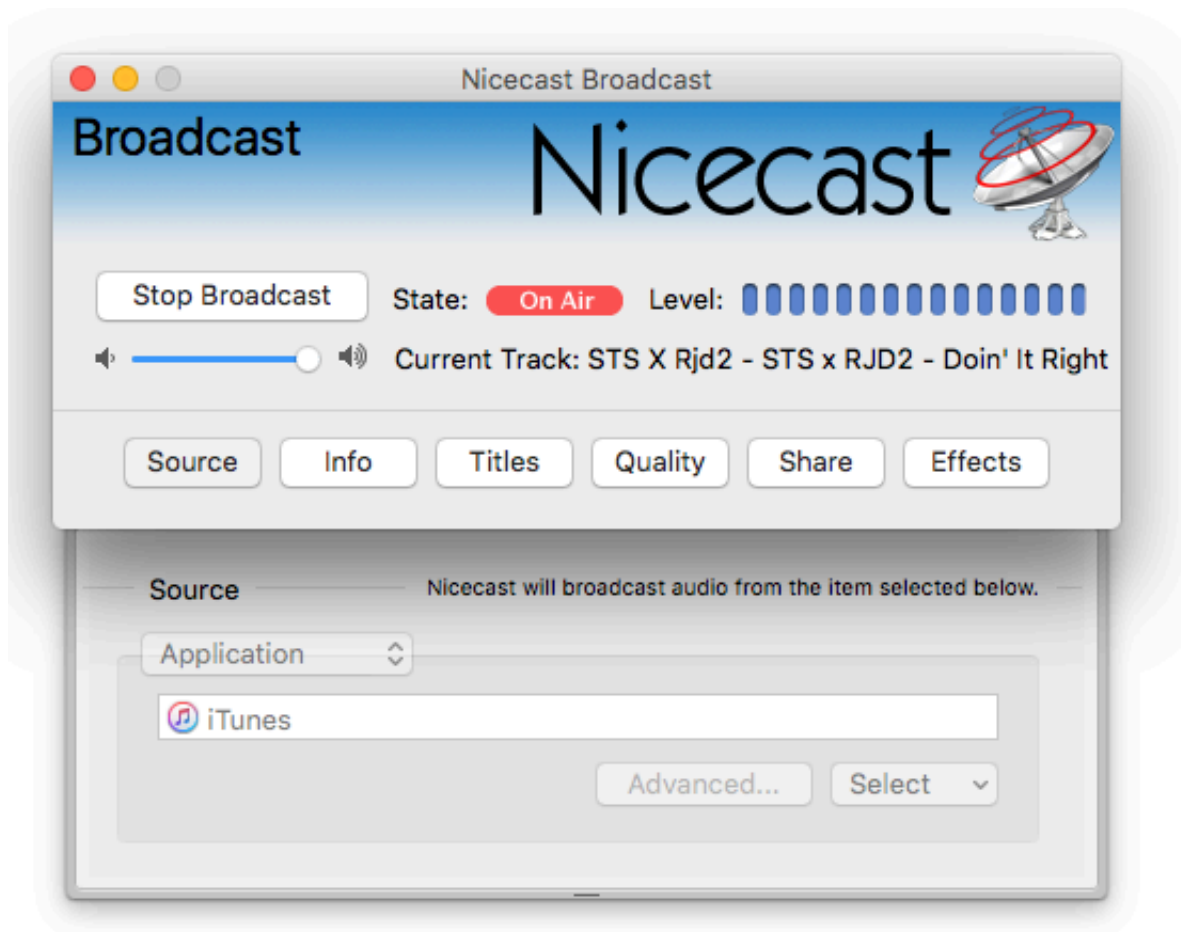 Nicecast Broadcast
Broadcast
Nicecast
Stop Broadcast State: On Air Level:
Current Track: STS X Rjd2 - STS x RJD2 - Doin' It Right
Source Info Titles Quality Share Effects
Source Nicecast will broadcast audio from the item selected below.
Application
iTunes
Advanced... Select